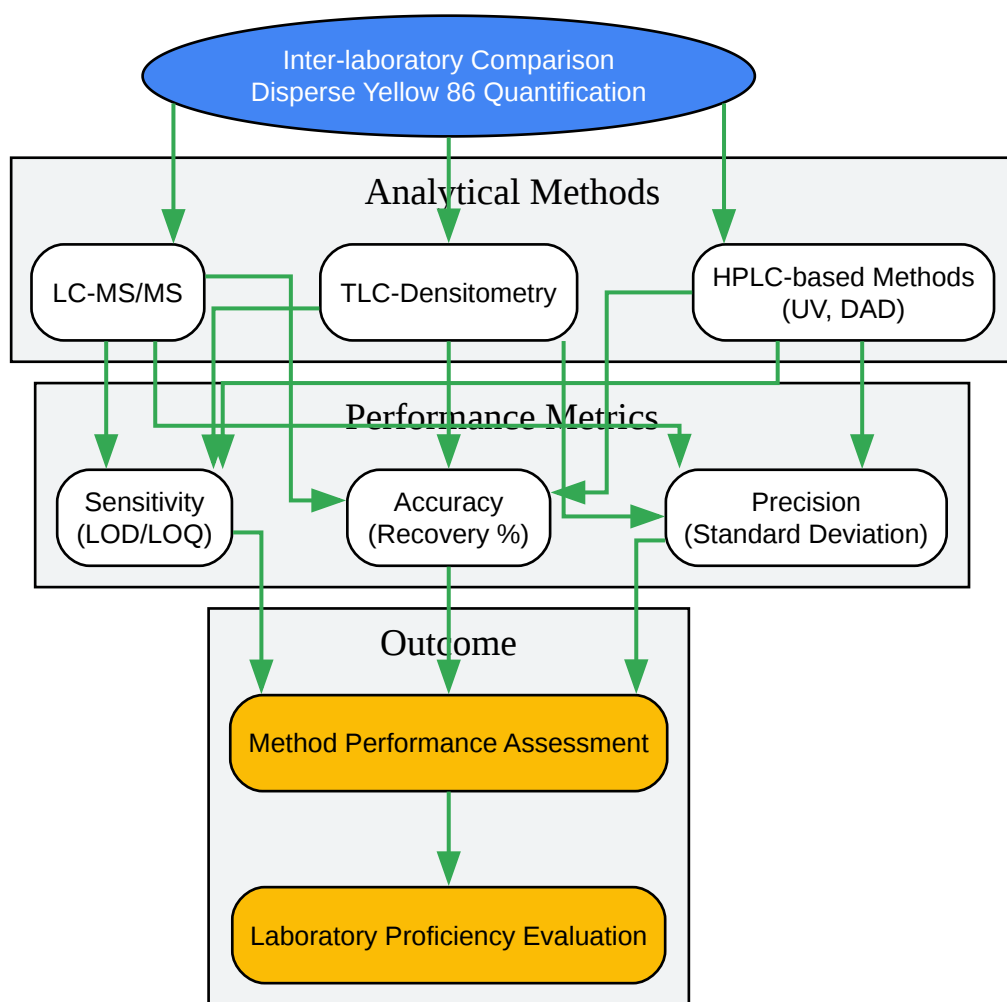 Inter-laboratory Comparison
Disperse Yellow 86 Quantification
Analytical Methods
LC-MS/MS
TLC-Densitometry
HPLC-based Methods
(UV, DAD)
Performance Metrics
Sensitivity
(LOD/LOQ)
Accuracy
(Recovery %)
Precision
(Standard Deviation)
Outcome
Method Performance Assessment
Laboratory Proficiency Evaluation